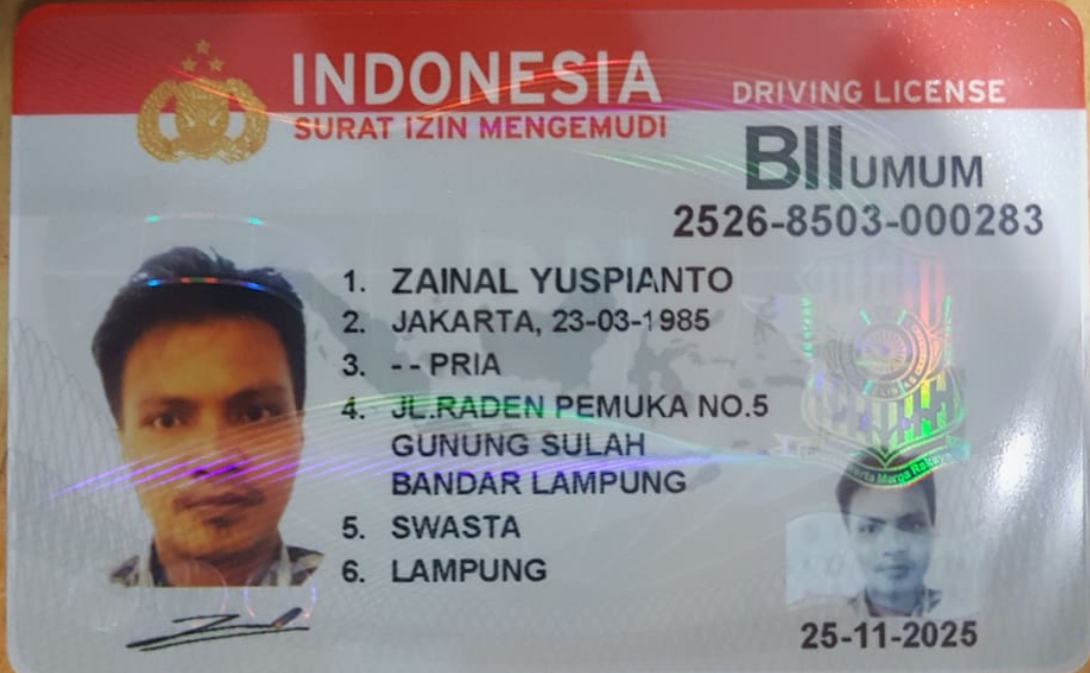 INDONESIA
SURAT IZIN MENGEMUDI
DRIVING LICENSE
BII UMUM
2526-8503-000283
1. ZAINAL YUSPIANTO
2. JAKARTA, 23-03-1985
3. - - PRIA
4. JL.RADEN PEMUKA NO.5
GUNUNG SULAH
BANDAR LAMPUNG
5. SWASTA
6. LAMPUNG
Marga Raksyaka
25-11-2025